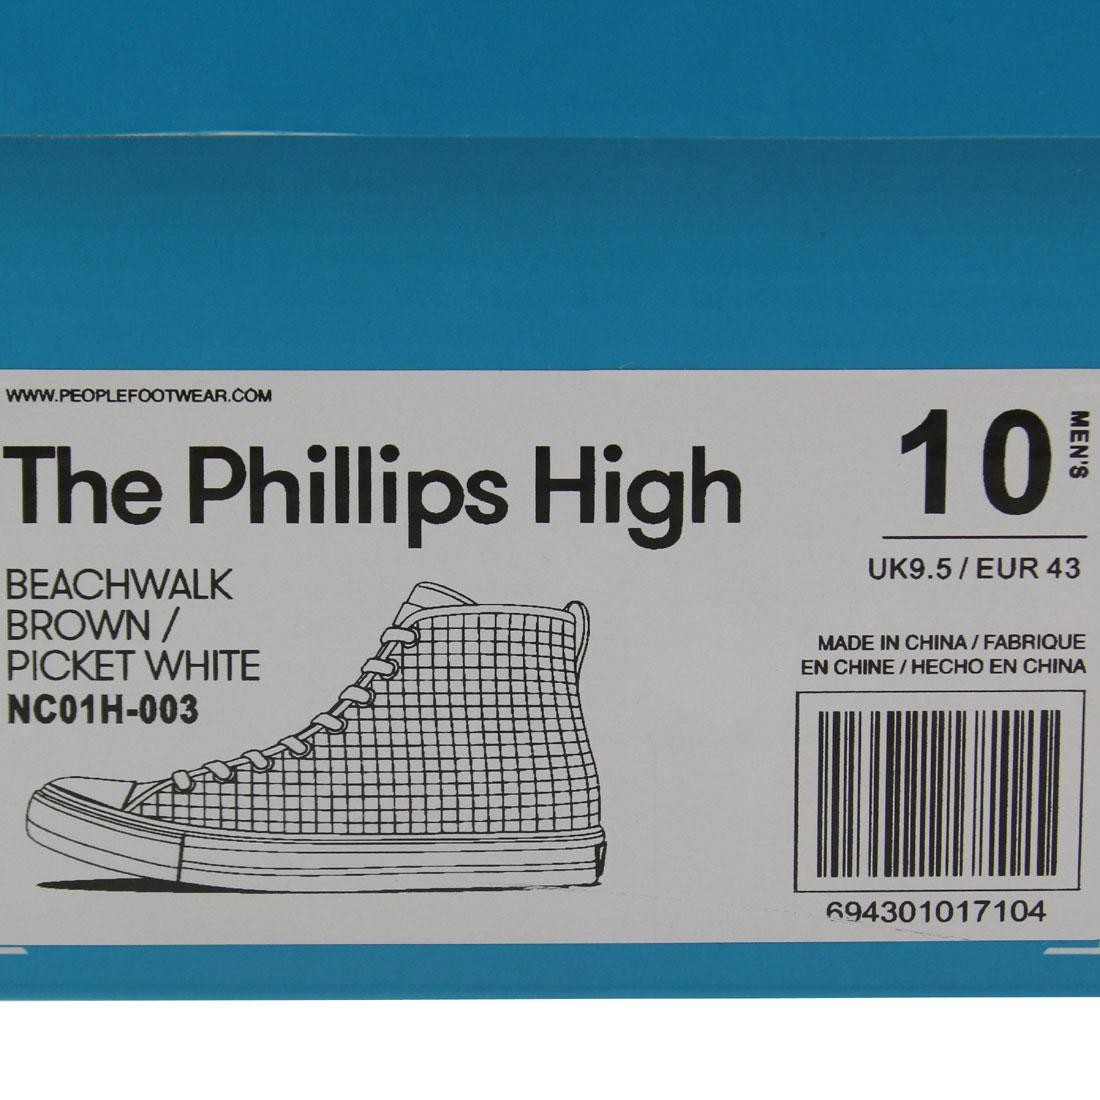 WWW.PEOPLEFOOTWEAR.COM
The Phillips High
BEACHWALK
BROWN /
PICKET WHITE
NC01H-003
10 MEN'S
UK9.5 / EUR 43
MADE IN CHINA / FABRIQUE
EN CHINE / HECHO EN CHINA
694301017104